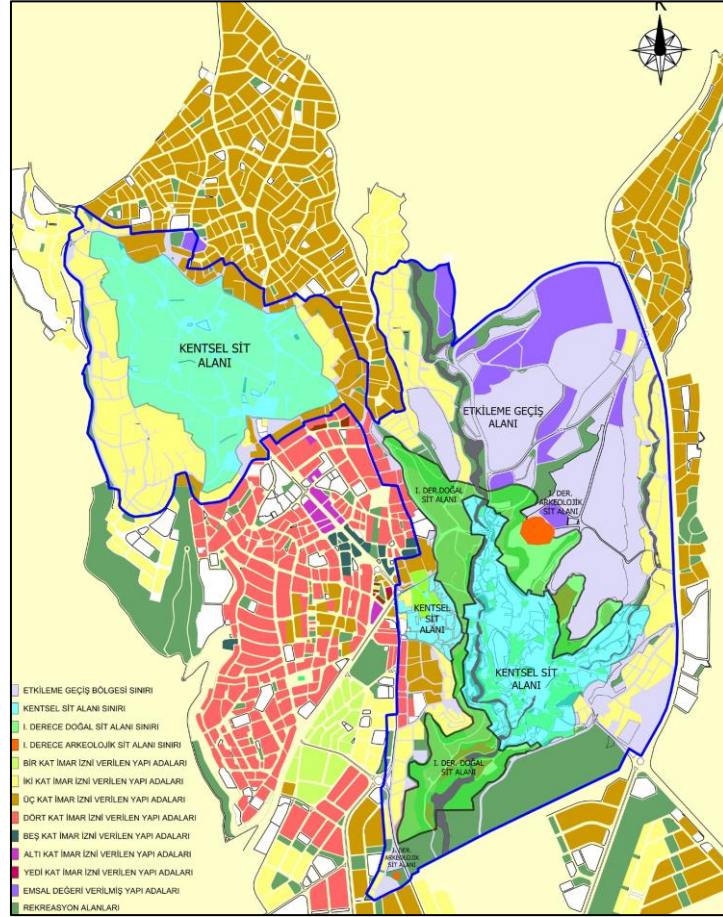 K
KENTSEL SİT
ALANI
ETKİLEME GEÇİŞ
ALANI
I. DER.DOĞAL
SİT ALANI
I. DER.
ARKEOLOJİK
SİT ALANI
KENTSEL
SİT
ALANI
KENTSEL SİT
ALANI
I. DER. DOĞAL
SİT ALANI
I. DER.
ARKEOLOJİK
SİT ALANI
ETKİLEME GEÇİŞ BÖLGESİ SINIRI
KENTSEL SİT ALANI SINIRI
I. DERECE DOĞAL SİT ALANI SINIRI
I. DERECE ARKEOLOJİK SİT ALANI SINIRI
BİR KAT İMAR İZNİ VERİLEN YAPI ADALARI
İKİ KAT İMAR İZNİ VERİLEN YAPI ADALARI
ÜÇ KAT İMAR İZNİ VERİLEN YAPI ADALARI
DÖRT KAT İMAR İZNİ VERİLEN YAPI ADALARI
BEŞ KAT İMAR İZNİ VERİLEN YAPI ADALARI
ALTI KAT İMAR İZNİ VERİLEN YAPI ADALARI
YEDİ KAT İMAR İZNİ VERİLEN YAPI ADALARI
EMSAL DEĞERİ VERİLMİŞ YAPI ADALARI
REKREASYON ALANLARI